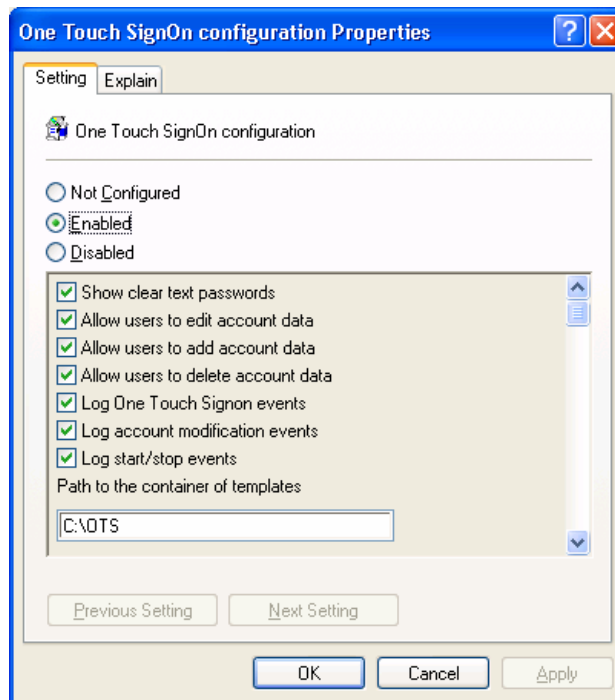 One Touch SignOn configuration Properties
Setting Explain
One Touch SignOn configuration
Not Configured
Enabled
Disabled
Show clear text passwords
Allow users to edit account data
Allow users to add account data
Allow users to delete account data
Log One Touch Signon events
Log account modification events
Log start/stop events
Path to the container of templates
C:\OTS
Previous Setting Next Setting
OK Cancel Apply